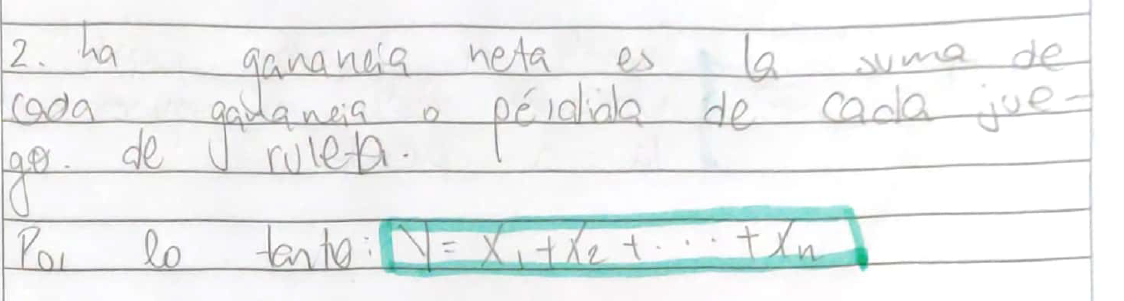 2. La ganancia neta es la suma de
cada ganancia o pérdida de cada jue-
go. de ruleta.
Por lo tanto: Y = X₁ + X₂ + ... + Xn